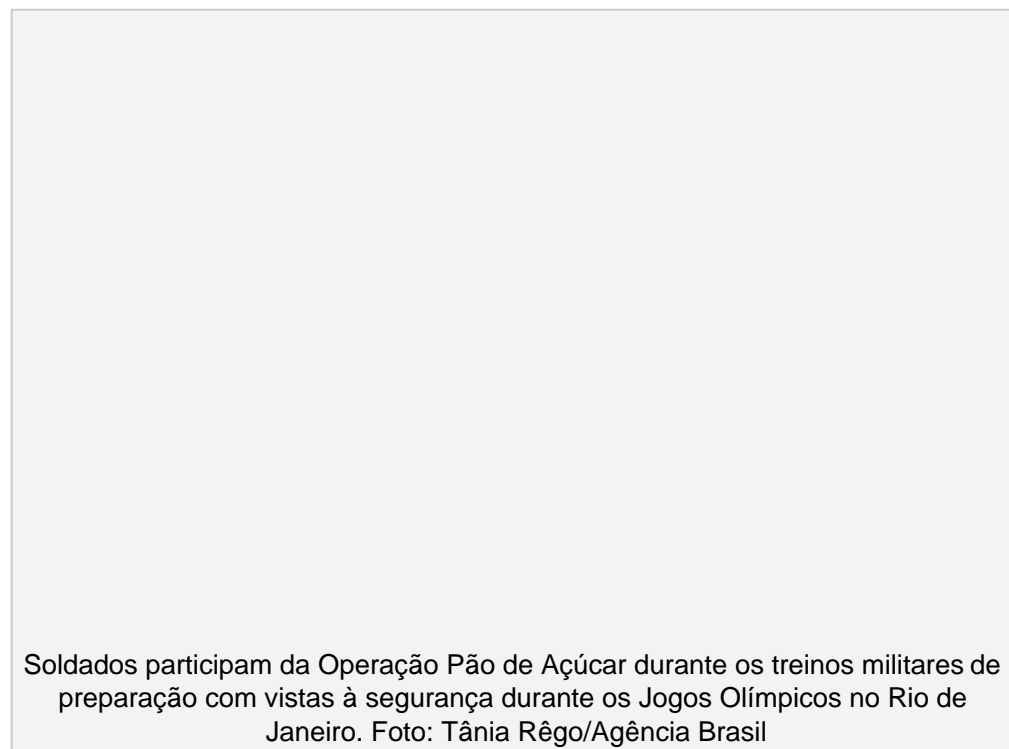 Soldados participam da Operação Pão de Açúcar durante os treinos militares de
preparação com vistas à segurança durante os Jogos Olímpicos no Rio de
Janeiro. Foto: Tânia Rêgo/Agência Brasil